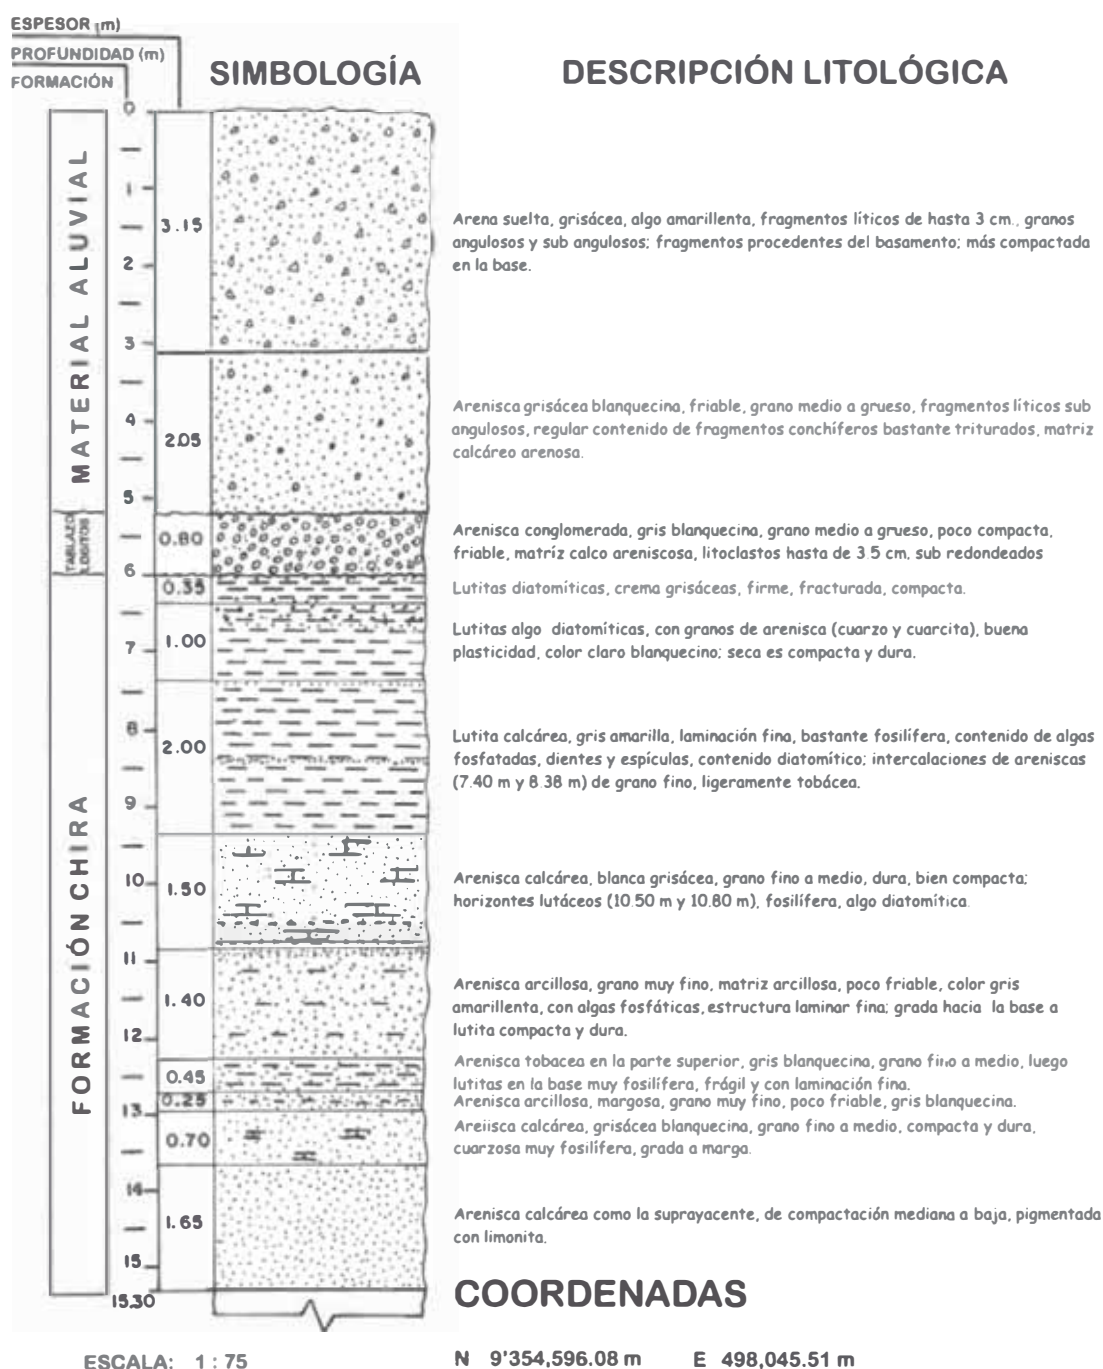 ESPESOR (m)
PROFUNDIDAD (m)
FORMACIÓN
SIMBOLOGÍA
DESCRIPCIÓN LITOLÓGICA
0
MATERIAL ALUVIAL
1
3.15
Arena suelta, grisácea, algo amarillenta, fragmentos líticos de hasta 3 cm., granos
angulosos y sub angulosos; fragmentos procedentes del basamento; más compactada
en la base.
2
3
4
2.05
Arenisca grisácea blanquecina, friable, grano medio a grueso, fragmentos líticos sub
angulosos, regular contenido de fragmentos conchíferos bastante triturados, matriz
calcáreo arenosa.
5
TABLAZO
LOBITOS
0.80
Arenisca conglomerada, gris blanquecina, grano medio a grueso, poco compacta,
friable, matríz calco areniscosa, litoclastos hasta de 3.5 cm, sub redondeados
6
FORMACIÓN CHIRA
0.35
Lutitas diatomíticas, crema grisáceas, firme, fracturada, compacta.
7
1.00
Lutitas algo diatomíticas, con granos de arenisca (cuarzo y cuarcita), buena
plasticidad, color claro blanquecino; seca es compacta y dura.
8
2.00
Lutita calcárea, gris amarilla, laminación fina, bastante fosilífera, contenido de algas
fosfatadas, dientes y espículas, contenido diatomítico; intercalaciones de areniscas
(7.40 m y 8.38 m) de grano fino, ligeramente tobácea.
9
10
1.50
Arenisca calcárea, blanca grisácea, grano fino a medio, dura, bien compacta;
horizontes lutáceos (10.50 m y 10.80 m), fosilífera, algo diatomítica.
11
1.40
Arenisca arcillosa, grano muy fino, matriz arcillosa, poco friable, color gris
amarillenta, con algas fosfáticas, estructura laminar fina; grada hacia la base a
lutita compacta y dura.
12
0.45
Arenisca tobacea en la parte superior, gris blanquecina, grano fino a medio, luego
lutitas en la base muy fosilífera, frágil y con laminación fina.
0.25
Arenisca arcillosa, margosa, grano muy fino, poco friable, gris blanquecina.
13
0.70
Areiisca calcárea, grisácea blanquecina, grano fino a medio, compacta y dura,
cuarzosa muy fosilífera, grada a marga.
14
1.65
Arenisca calcárea como la suprayacente, de compactación mediana a baja, pigmentada
con limonita.
15
15.30
COORDENADAS
ESCALA: 1 : 75
N 9'354,596.08 m E 498,045.51 m